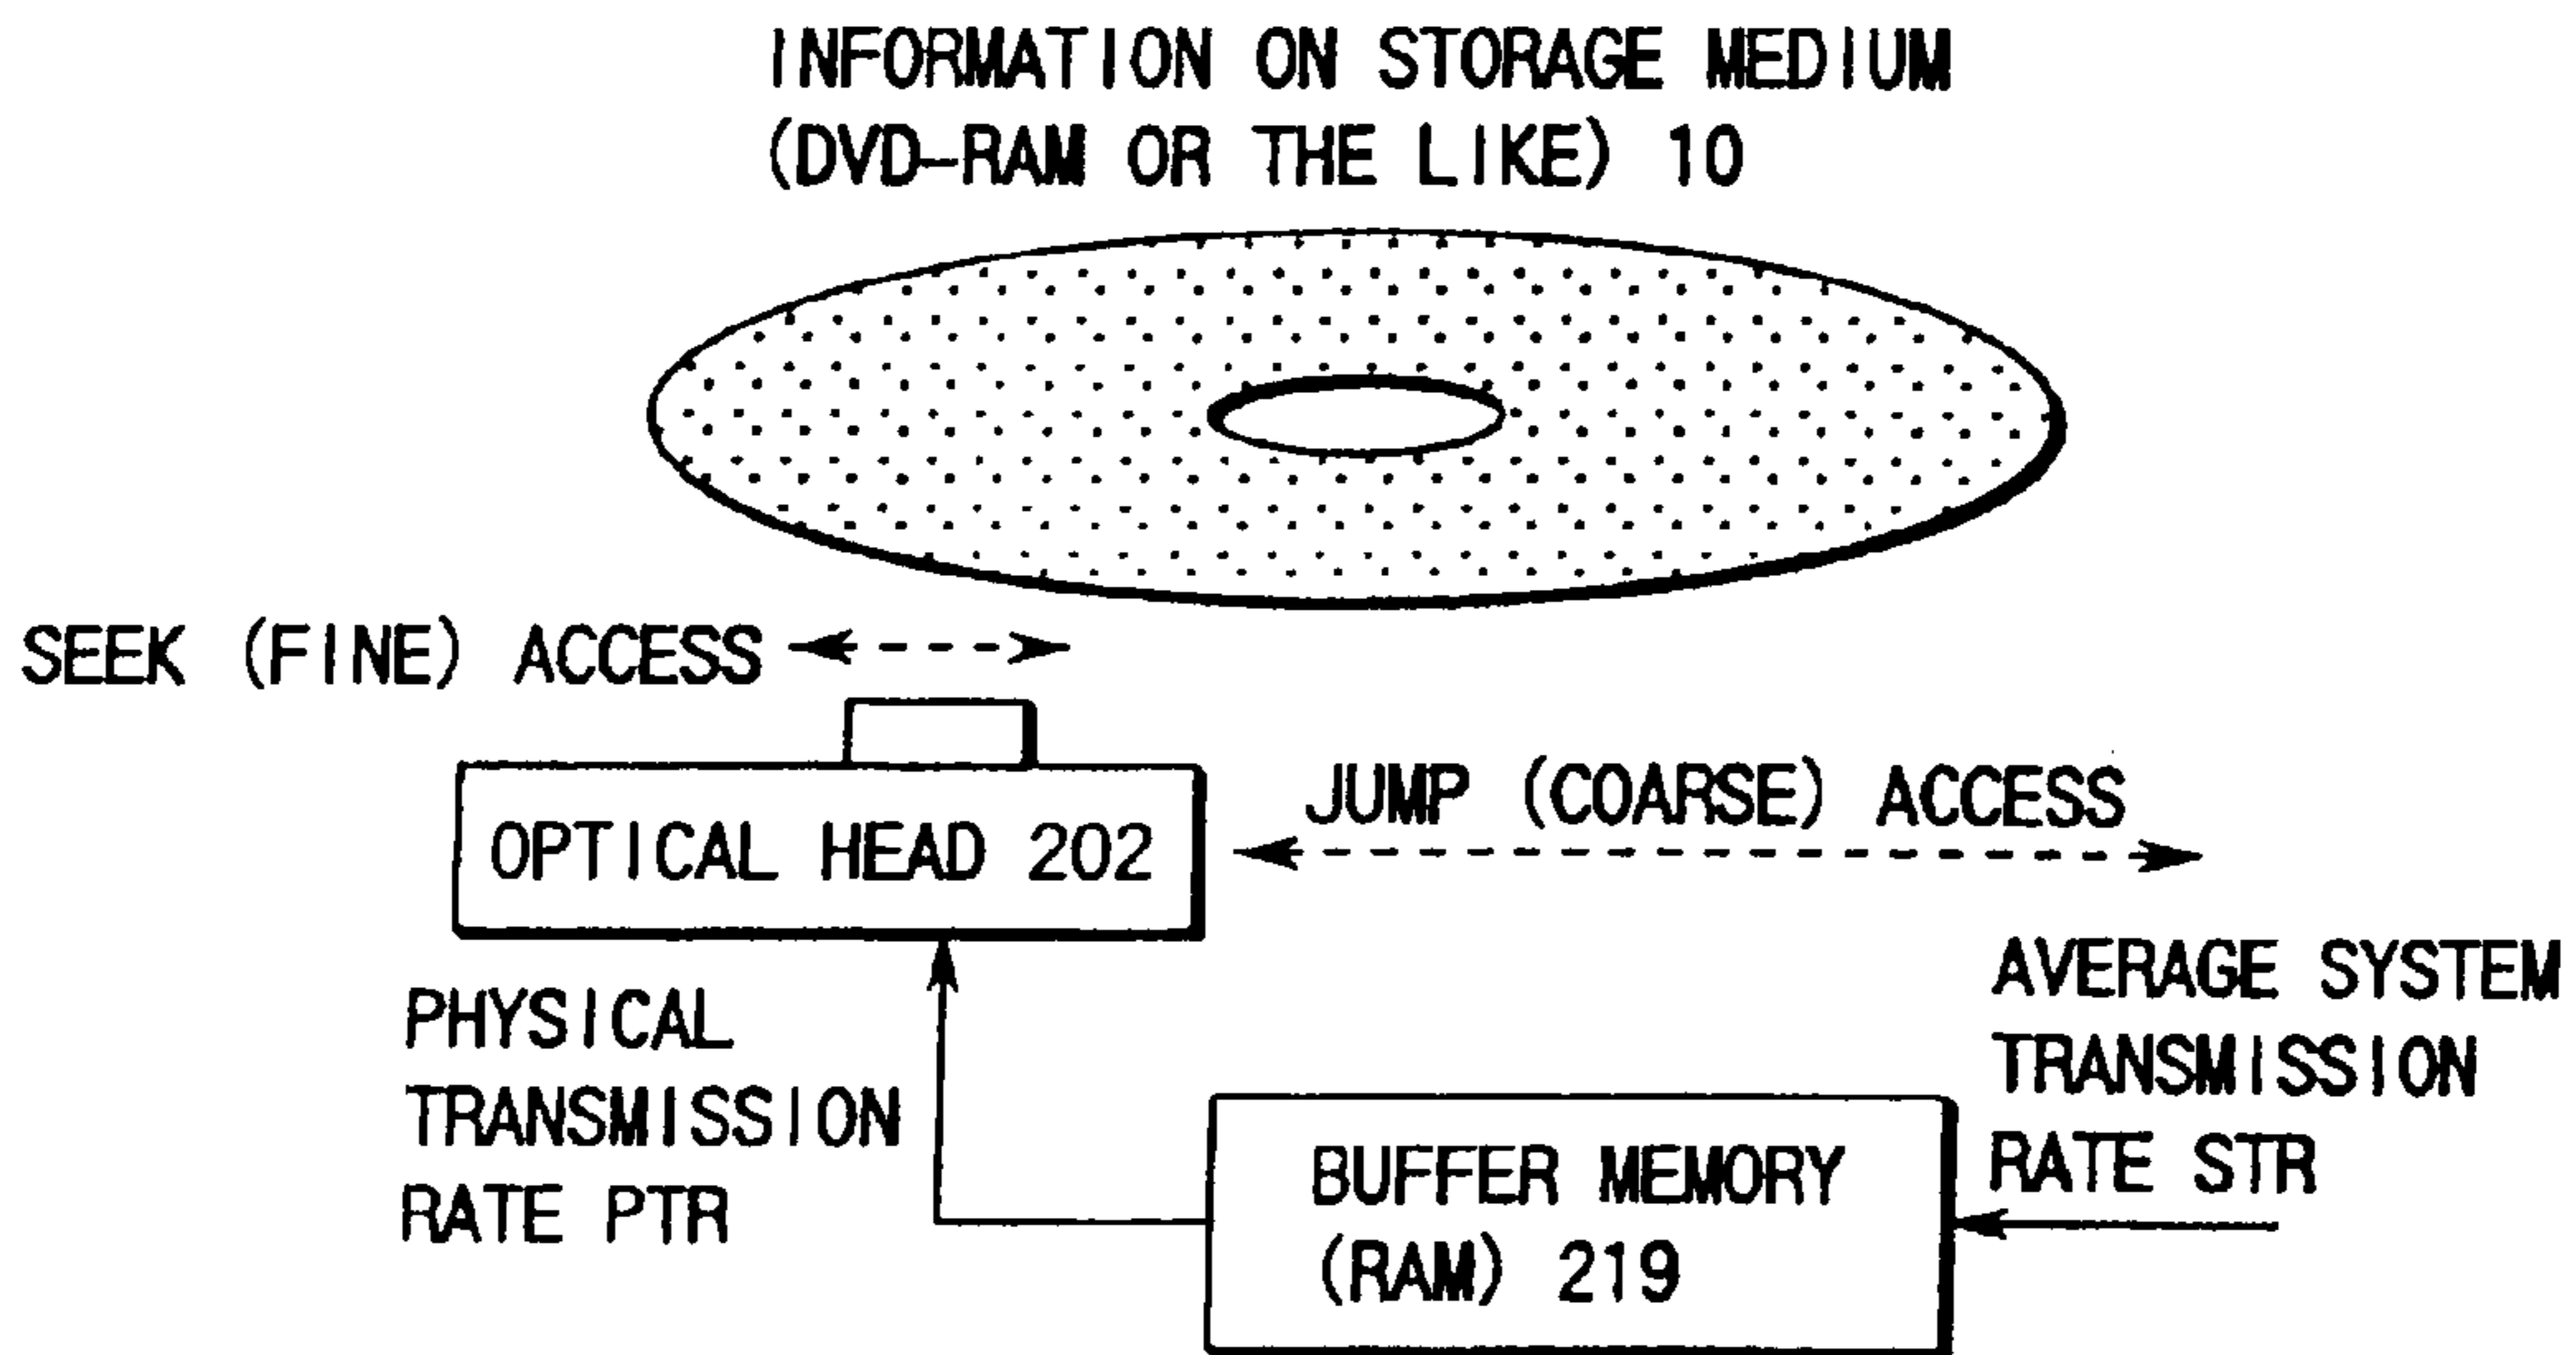 INFORMATION ON STORAGE MEDIUM
(DVD-RAM OR THE LIKE) 10
SEEK (FINE) ACCESS
JUMP (COARSE) ACCESS
OPTICAL HEAD 202
PHYSICAL
TRANSMISSION
RATE PTR
AVERAGE SYSTEM
TRANSMISSION
RATE STR
BUFFER MEMORY
(RAM) 219